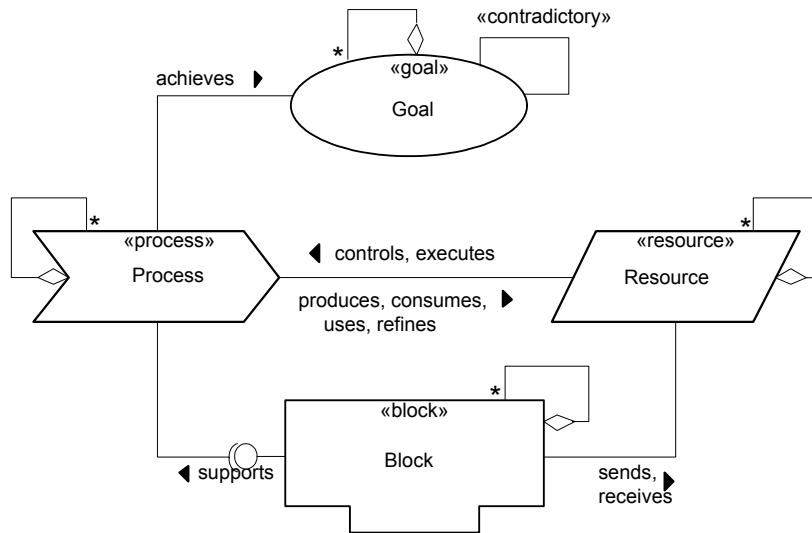 «contradictory»
*
«goal»
Goal
achieves
*
«process»
Process
controls, executes
produces, consumes,
uses, refines
*
«resource»
Resource
*
«block»
Block
supports
sends,
receives